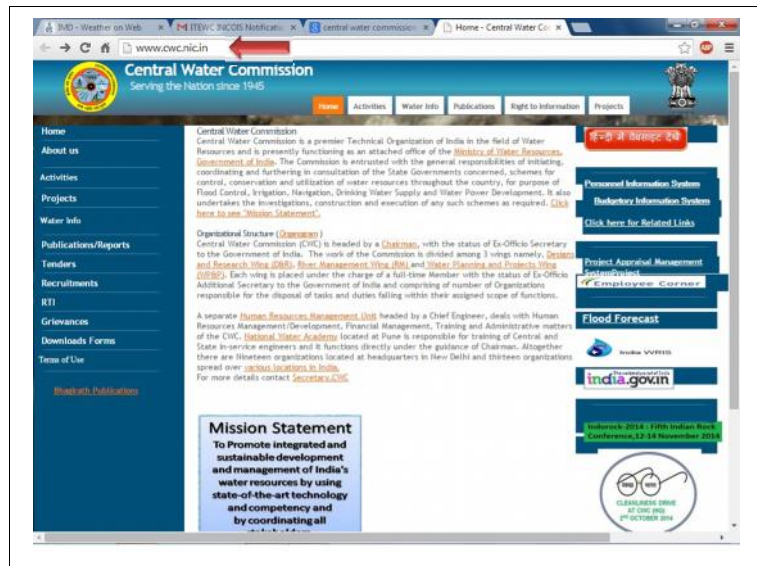 IMD - Weather on Web
ITEWC INCOIS Notificatio
central water commission
Home - Central Water Co
www.cwc.nic.in
Central Water Commission
Serving the Nation since 1945
Home Activities Water Info Publications Right to Information Projects
Home
About us
Activities
Projects
Water Info
Publications/Reports
Tenders
Recruitments
RTI
Grievances
Downloads Forms
Terms of Use
Bhagirath Publications
Central Water Commission
Central Water Commission is a premier Technical Organization of India in the field of Water
Resources and is presently functioning as an attached office of the Ministry of Water Resources,
Government of India. The Commission is entrusted with the general responsibilities of initiating,
coordinating and furthering in consultation of the State Governments concerned, schemes for
control, conservation and utilization of water resources throughout the country, for purpose of
Flood Control, Irrigation, Navigation, Drinking Water Supply and Water Power Development. It also
undertakes the investigations, construction and execution of any such schemes as required. Click
here to see "Mission Statement".
Organizational Structure (Organogram)
Central Water Commission (CWC) is headed by a Chairman, with the status of Ex-Officio Secretary
to the Government of India. The work of the Commission is divided among 3 wings namely, Designs
and Research Wing (D&R), River Management Wing (RM) and Water Planning and Projects Wing
(WP&P). Each wing is placed under the charge of a full-time Member with the status of Ex-Officio
Additional Secretary to the Government of India and comprising of number of Organizations
responsible for the disposal of tasks and duties falling within their assigned scope of functions.
A separate Human Resources Management Unit headed by a Chief Engineer, deals with Human
Resources Management/Development, Financial Management, Training and Administrative matters
of the CWC. National Water Academy located at Pune is responsible for training of Central and
State in-service engineers and it functions directly under the guidance of Chairman. Altogether
there are Nineteen organizations located at headquarters in New Delhi and thirteen organizations
spread over various locations in India.
For more details contact Secretary,CWC
Mission Statement
To Promote integrated and
sustainable development
and management of India's
water resources by using
state-of-the-art technology
and competency and
by coordinating all
हिन्दी में वेबसाइट देखें
Personnel Information System
Budgetory Information System
Click here for Related Links
Project Appraisal Management
SystemProject
Employee Corner
Flood Forecast
India WRIS
india.gov.in
Indorock-2014 : Fifth Indian Rock
Conference,12-14 November 2014
CLEANLINESS DRIVE
AT CWC (HQ)
2ND OCTOBER 2014